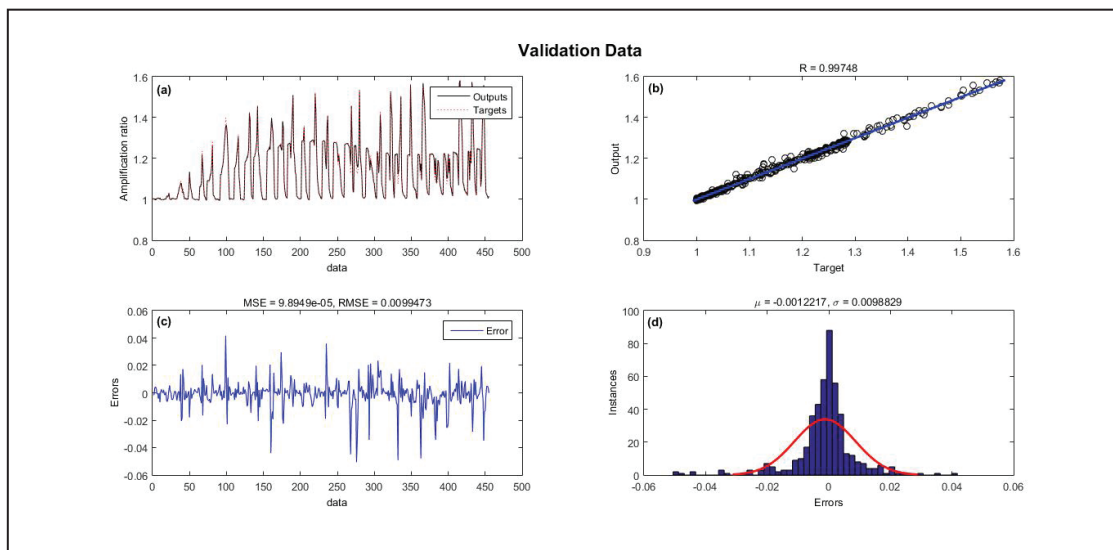 Validation Data
(a)
Outputs
Targets
Amplification ratio
1.6
1.4
1.2
1
0.8
0 50 100 150 200 250 300 350 400 450 500
data
R = 0.99748
(b)
Output
1.6
1.4
1.2
1
0.8
0.9 1 1.1 1.2 1.3 1.4 1.5 1.6
Target
MSE = 9.8949e-05, RMSE = 0.0099473
(c)
Error
Errors
0.06
0.04
0.02
0
-0.02
-0.04
-0.06
0 50 100 150 200 250 300 350 400 450 500
data
μ = -0.0012217, σ = 0.0098829
(d)
Instances
100
80
60
40
20
0
-0.06 -0.04 -0.02 0 0.02 0.04 0.06
Errors